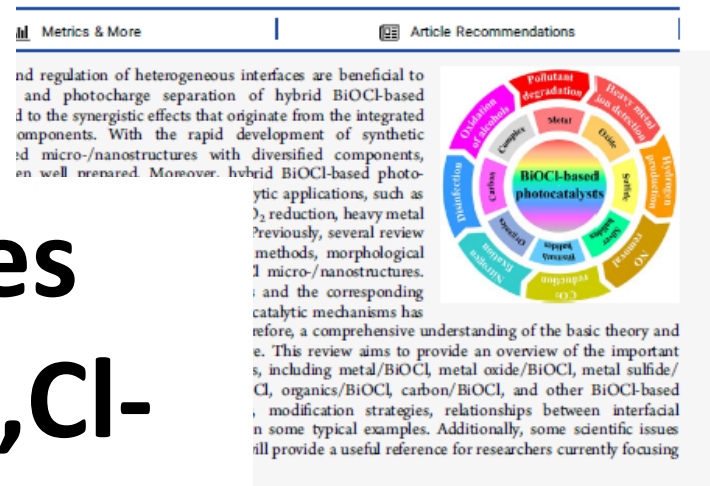 Metrics & More
Article Recommendations
nd regulation of heterogeneous interfaces are beneficial to
and photocharge separation of hybrid BiOCl-based
d to the synergistic effects that originate from the integrated
omponents. With the rapid development of synthetic
ed micro-/nanostructures with diversified components,
en well prepared. Moreover, hybrid BiOCl-based photo-
ytic applications, such as
O₂ reduction, heavy metal
Previously, several review
methods, morphological
l micro-/nanostructures.
s and the corresponding
catalytic mechanisms has
refore, a comprehensive understanding of the basic theory and
e. This review aims to provide an overview of the important
s, including metal/BiOCl, metal oxide/BiOCl, metal sulfide/
Cl, organics/BiOCl, carbon/BiOCl, and other BiOCl-based
, modification strategies, relationships between interfacial
n some typical examples. Additionally, some scientific issues
ill provide a useful reference for researchers currently focusing
Pollutant
degradation
Heavy metal
ion detection
Hydrogen
production
NO
removal
CO₂
reduction
Nitrogen
fixation
Disinfection
Oxidation
of alcohols
Metal
Oxide
Sulfide
Silver
halides
Bismuth
halides
Organics
Carbon
Complex
BiOCl-based
photocatalysts
es
,Cl-